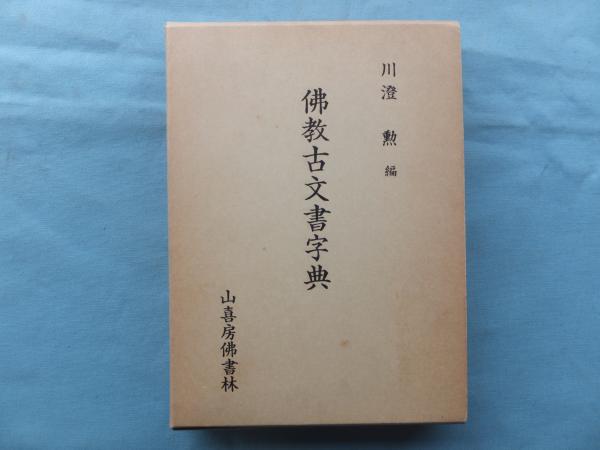 川澄 勲 編
佛教古文書字典
山喜房佛書林